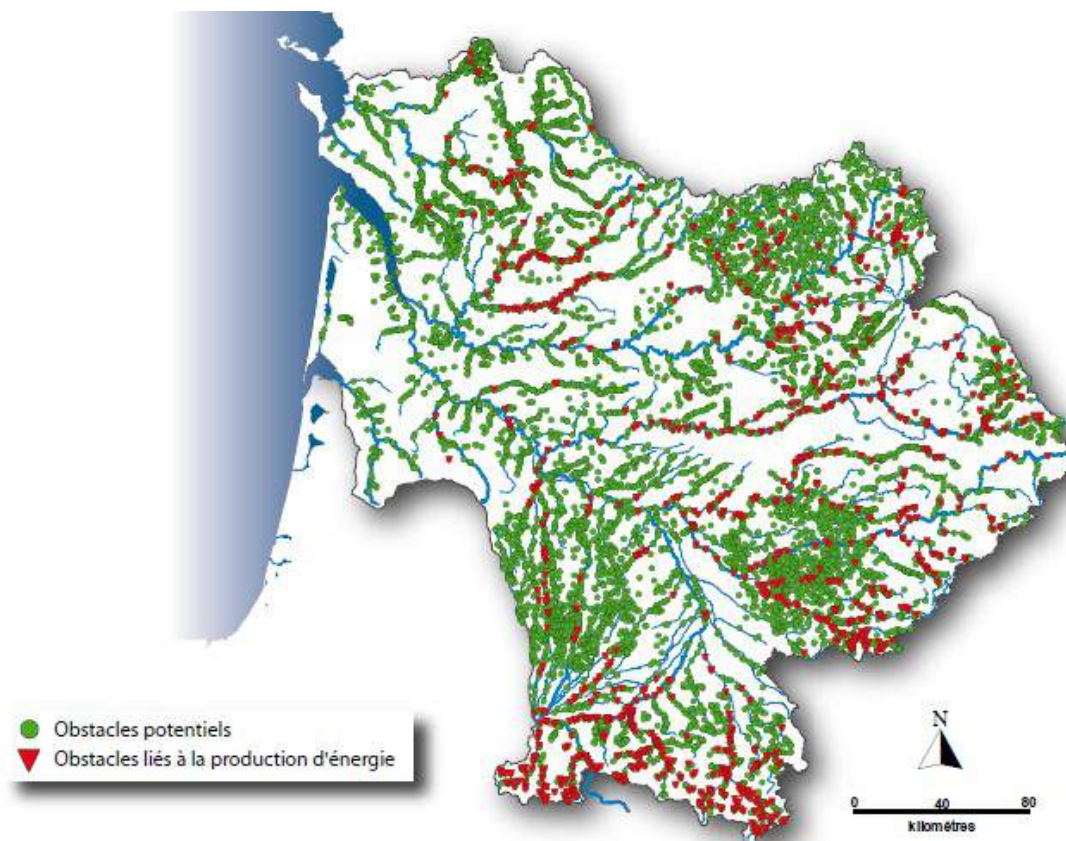 Obstacles potentiels
Obstacles liés à la production d'énergie
N
0 40 80
kilomètres